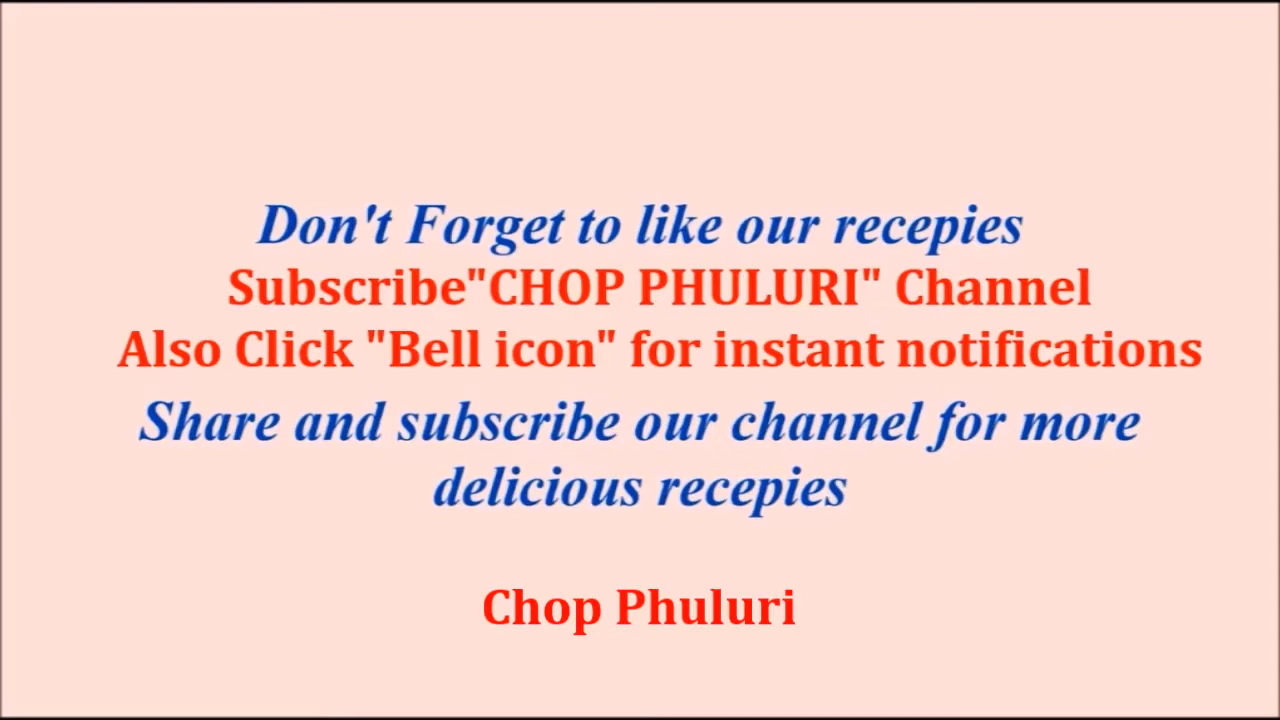 Don't Forget to like our recepies
Subscribe"CHOP PHULURI" Channel
Also Click "Bell icon" for instant notifications
Share and subscribe our channel for more
delicious recepies
Chop Phuluri